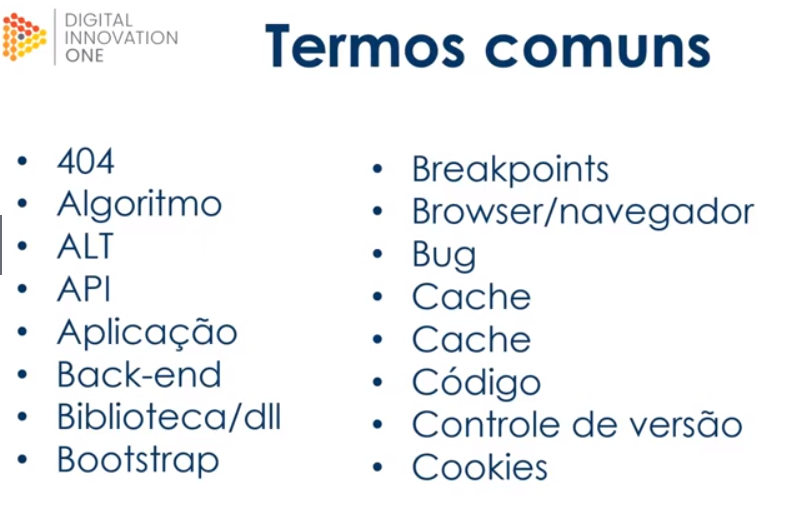 DIGITAL
INNOVATION
ONE
Termos comuns
• 404
• Algoritmo
• ALT
• API
• Aplicação
• Back-end
• Biblioteca/dll
• Bootstrap
• Breakpoints
• Browser/navegador
• Bug
• Cache
• Cache
• Código
• Controle de versão
• Cookies